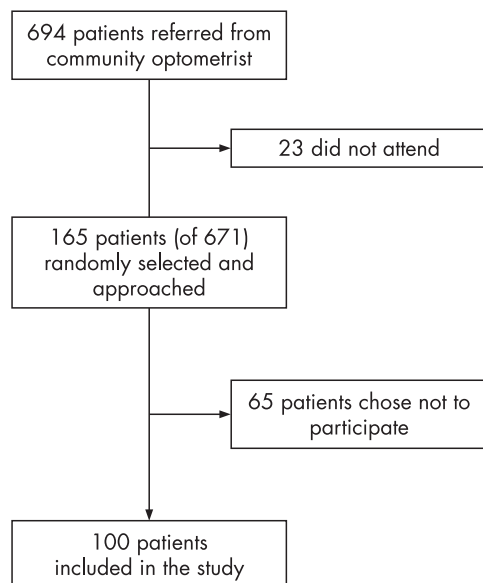 694 patients referred from
community optometrist
23 did not attend
165 patients (of 671)
randomly selected and
approached
65 patients chose not to
participate
100 patients
included in the study